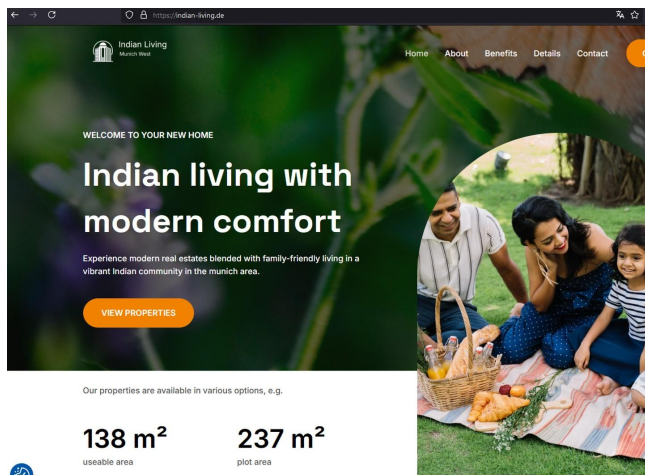 https://indian-living.de
Indian Living
Munich West
Home About Benefits Details Contact
WELCOME TO YOUR NEW HOME
Indian living with
modern comfort
Experience modern real estates blended with family-friendly living in a
vibrant Indian community in the munich area.
VIEW PROPERTIES
Our properties are available in various options, e.g.
138 m² 237 m²
useable area plot area